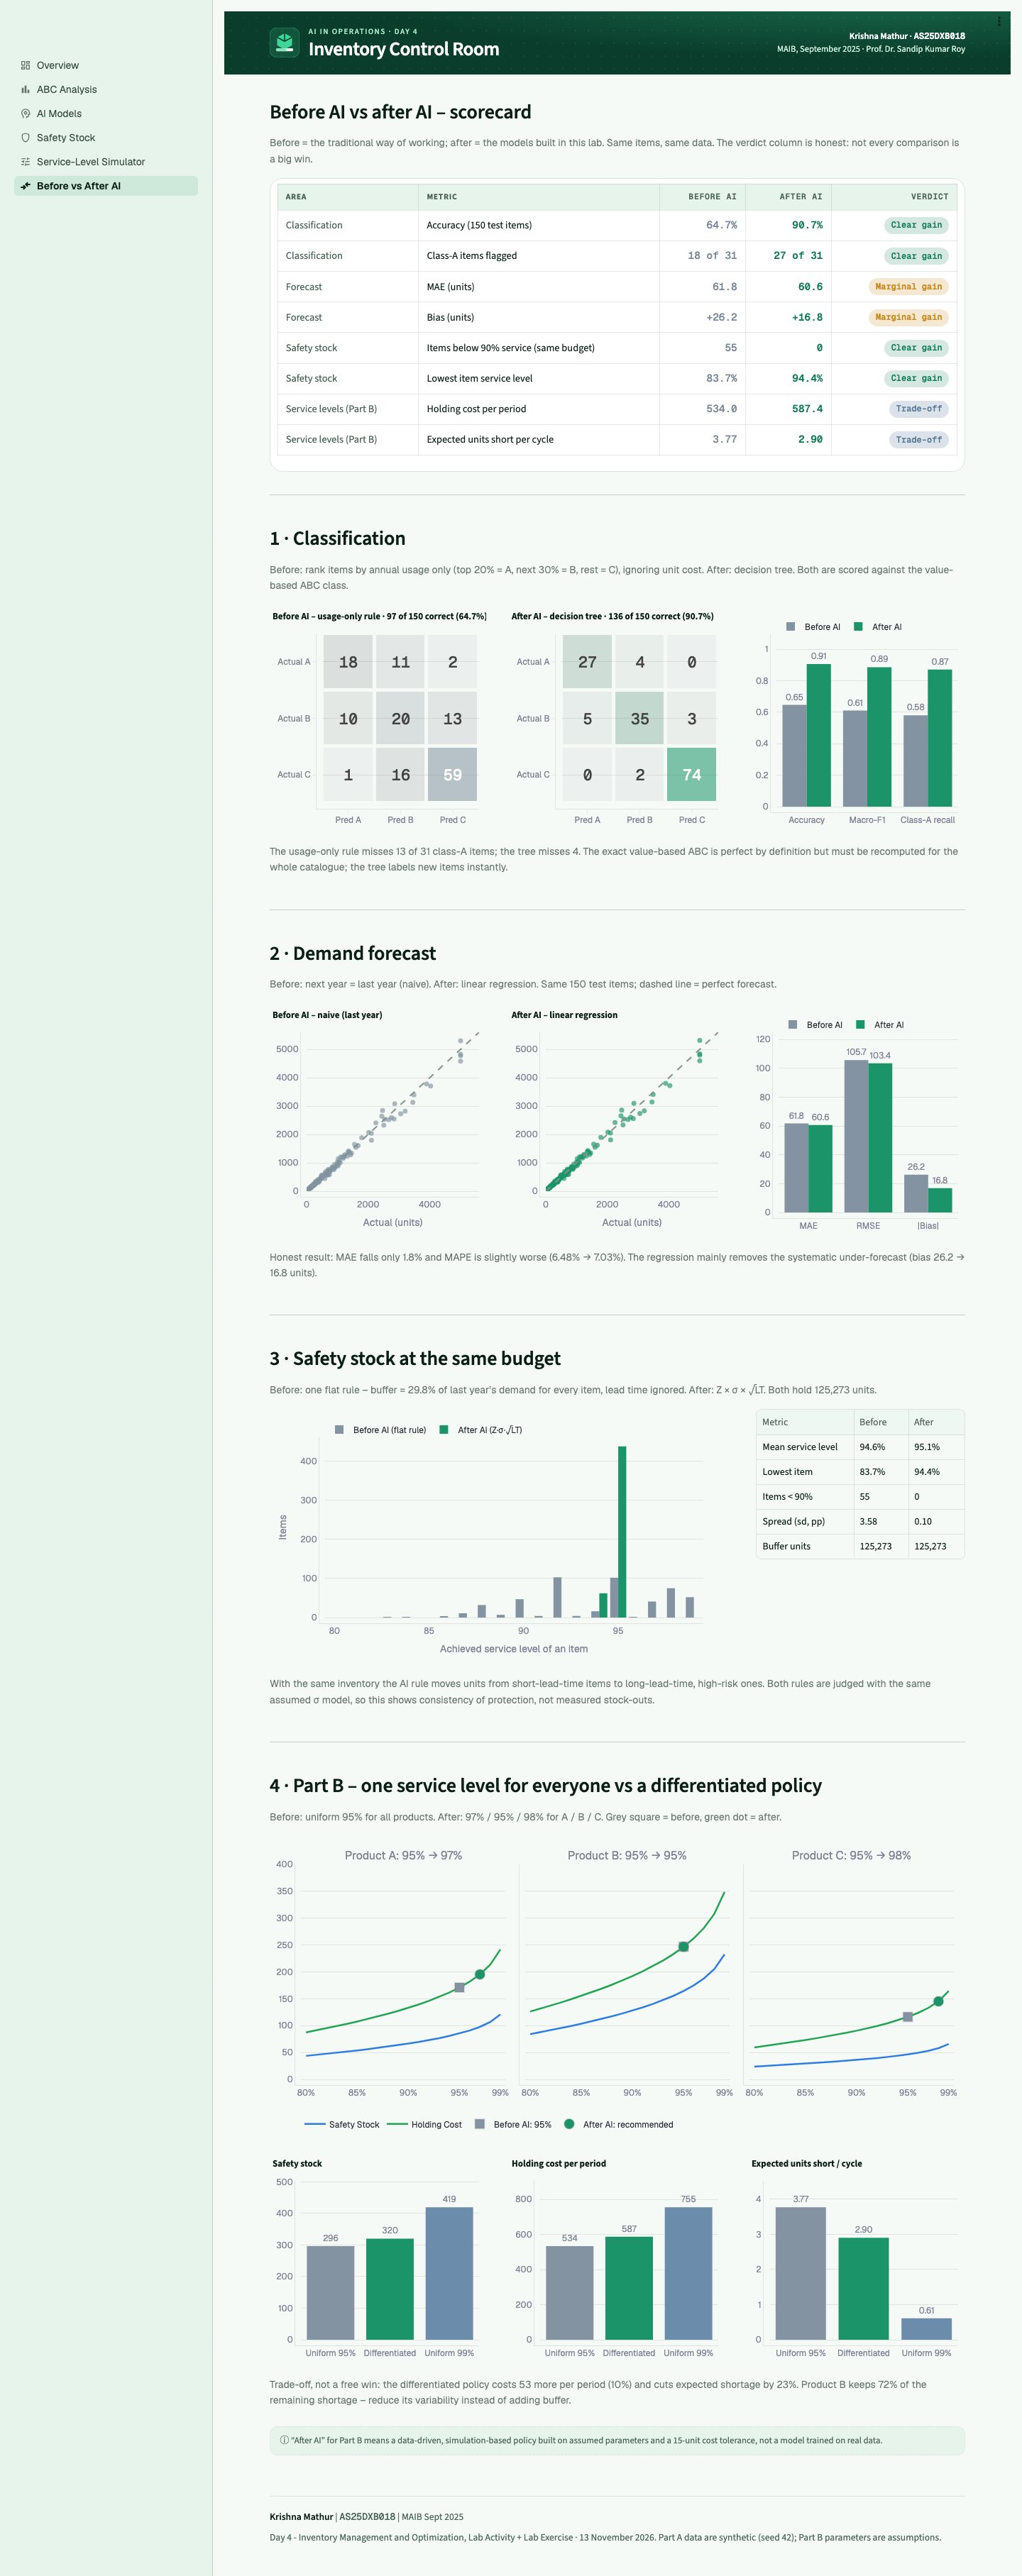 Overview
ABC Analysis
AI Models
Safety Stock
Service-Level Simulator
Before vs After AI
AI IN OPERATIONS · DAY 4
Inventory Control Room
Krishna Mathur · AS25DXB018
MAIB, September 2025 · Prof. Dr. Sandip Kumar Roy
Before AI vs after AI – scorecard
Before = the traditional way of working; after = the models built in this lab. Same items, same data. The verdict column is honest: not every comparison is
a big win.
AREA METRIC BEFORE AI AFTER AI VERDICT
Classification Accuracy (150 test items) 64.7% 90.7% Clear gain
Classification Class-A items flagged 18 of 31 27 of 31 Clear gain
Forecast MAE (units) 61.8 60.6 Marginal gain
Forecast Bias (units) +26.2 +16.8 Marginal gain
Safety stock Items below 90% service (same budget) 55 0 Clear gain
Safety stock Lowest item service level 83.7% 94.4% Clear gain
Service levels (Part B) Holding cost per period 534.0 587.4 Trade-off
Service levels (Part B) Expected units short per cycle 3.77 2.90 Trade-off
1 · Classification
Before: rank items by annual usage only (top 20% = A, next 30% = B, rest = C), ignoring unit cost. After: decision tree. Both are scored against the value-
based ABC class.
Before AI – usage-only rule · 97 of 150 correct (64.7%)
Actual A 18 11 2
Actual B 10 20 13
Actual C 1 16 59
Pred A Pred B Pred C
After AI – decision tree · 136 of 150 correct (90.7%)
Actual A 27 4 0
Actual B 5 35 3
Actual C 0 2 74
Pred A Pred B Pred C
Before AI After AI
1
0.8
0.6
0.4
0.2
0
0.65 0.91 0.61 0.89 0.58 0.87
Accuracy Macro-F1 Class-A recall
The usage-only rule misses 13 of 31 class-A items; the tree misses 4. The exact value-based ABC is perfect by definition but must be recomputed for the
whole catalogue; the tree labels new items instantly.
2 · Demand forecast
Before: next year = last year (naive). After: linear regression. Same 150 test items; dashed line = perfect forecast.
Before AI – naive (last year)
5000
4000
3000
2000
1000
0
0 2000 4000
Actual (units)
After AI – linear regression
5000
4000
3000
2000
1000
0
0 2000 4000
Actual (units)
Before AI After AI
120
100
80
60
40
20
0
61.8 60.6 105.7 103.4 26.2 16.8
MAE RMSE |Bias|
Honest result: MAE falls only 1.8% and MAPE is slightly worse (6.48% → 7.03%). The regression mainly removes the systematic under-forecast (bias 26.2 →
16.8 units).
3 · Safety stock at the same budget
Before: one flat rule – buffer = 29.8% of last year's demand for every item, lead time ignored. After: Z × σ × √LT. Both hold 125,273 units.
Before AI (flat rule) After AI (Z·σ·√LT)
400
300
200
100
0
Items
80 85 90 95
Achieved service level of an item
Metric Before After
Mean service level 94.6% 95.1%
Lowest item 83.7% 94.4%
Items < 90% 55 0
Spread (sd, pp) 3.58 0.10
Buffer units 125,273 125,273
With the same inventory the AI rule moves units from short-lead-time items to long-lead-time, high-risk ones. Both rules are judged with the same
assumed σ model, so this shows consistency of protection, not measured stock-outs.
4 · Part B – one service level for everyone vs a differentiated policy
Before: uniform 95% for all products. After: 97% / 95% / 98% for A / B / C. Grey square = before, green dot = after.
Product A: 95% → 97% Product B: 95% → 95% Product C: 95% → 98%
400
350
300
250
200
150
100
50
0
80% 85% 90% 95% 99% 80% 85% 90% 95% 99% 80% 85% 90% 95% 99%
Safety Stock Holding Cost Before AI: 95% After AI: recommended
Safety stock
500
400
300
200
100
0
296 320 419
Uniform 95% Differentiated Uniform 99%
Holding cost per period
800
600
400
200
0
534 587 755
Uniform 95% Differentiated Uniform 99%
Expected units short / cycle
4
3
2
1
0
3.77 2.90 0.61
Uniform 95% Differentiated Uniform 99%
Trade-off, not a free win: the differentiated policy costs 53 more per period (10%) and cuts expected shortage by 23%. Product B keeps 72% of the
remaining shortage – reduce its variability instead of adding buffer.
ⓘ "After AI" for Part B means a data-driven, simulation-based policy built on assumed parameters and a 15-unit cost tolerance, not a model trained on real data.
Krishna Mathur | AS25DXB018 | MAIB Sept 2025
Day 4 - Inventory Management and Optimization, Lab Activity + Lab Exercise · 13 November 2026. Part A data are synthetic (seed 42); Part B parameters are assumptions.